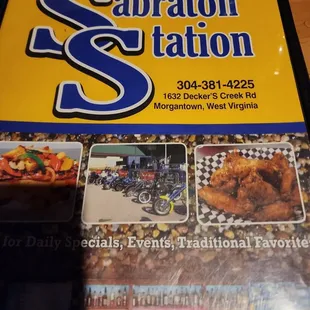 Sabraton
Station
304-381-4225
1632 Decker'S Creek Rd
Morgantown, West Virginia
for Daily Specials, Events, Traditional Favorite